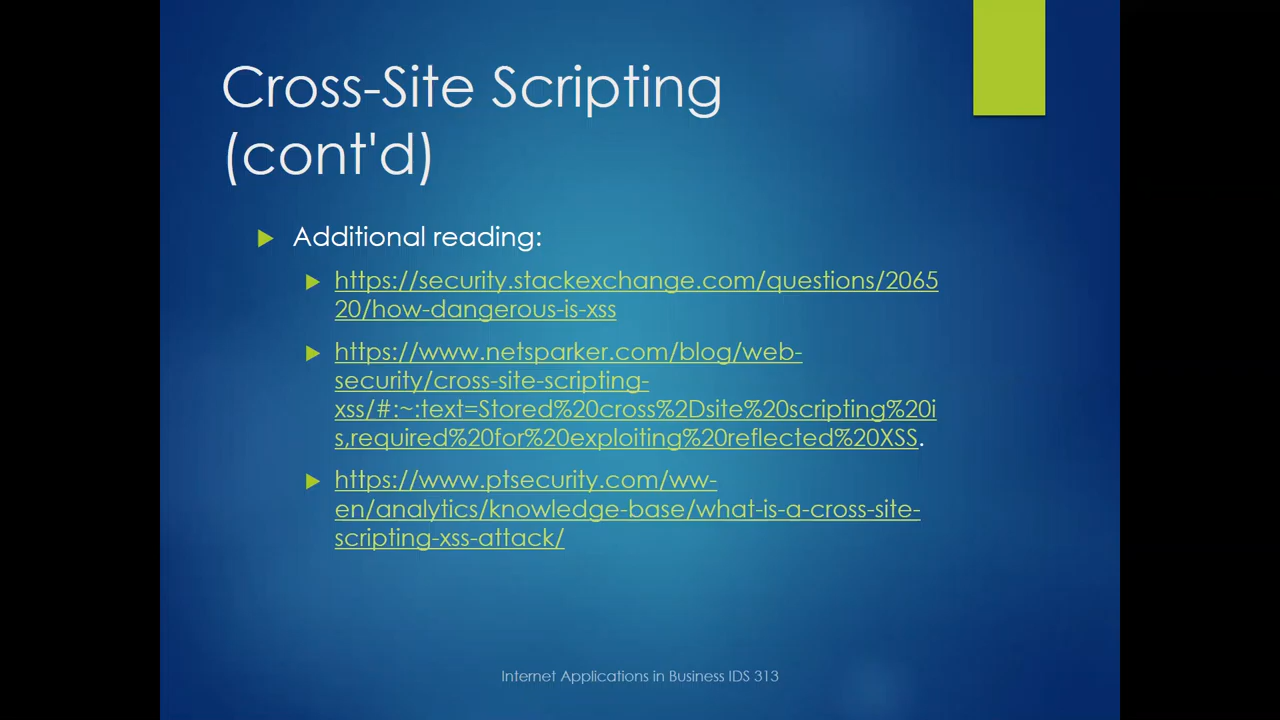 Cross-Site Scripting
(cont'd)
Additional reading:
https://security.stackexchange.com/questions/2065
20/how-dangerous-is-xss
https://www.netsparker.com/blog/web-
security/cross-site-scripting-
xss/#:~:text=Stored%20cross%2Dsite%20scripting%20i
s,required%20for%20exploiting%20reflected%20XSS.
https://www.ptsecurity.com/ww-
en/analytics/knowledge-base/what-is-a-cross-site-
scripting-xss-attack/
Internet Applications in Business IDS 313